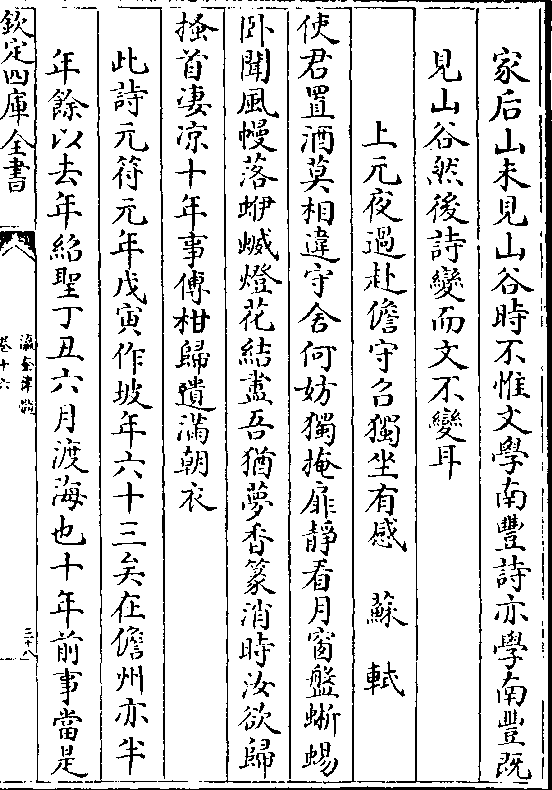 家后山未見山谷時不惟文學南豐詩亦學南豐既
見山谷然後詩變而文不變耳
上元夜過赴儋守召獨坐有感　蘇軾
使君置酒莫相違守舍何妨獨掩扉靜看月窗盤蜥蜴
卧聞風幔落蛜蝛燈花結盡吾猶夢香篆消時汝欲歸
搔首凄凉十年事傳柑歸遺滿朝衣
此詩元符元年戊寅作坡年六十三矣在儋州亦半
年餘以去年紹聖丁丑六月渡海也十年前事當是
欽定四庫全書
瀛奎律髓
卷十六
三十八